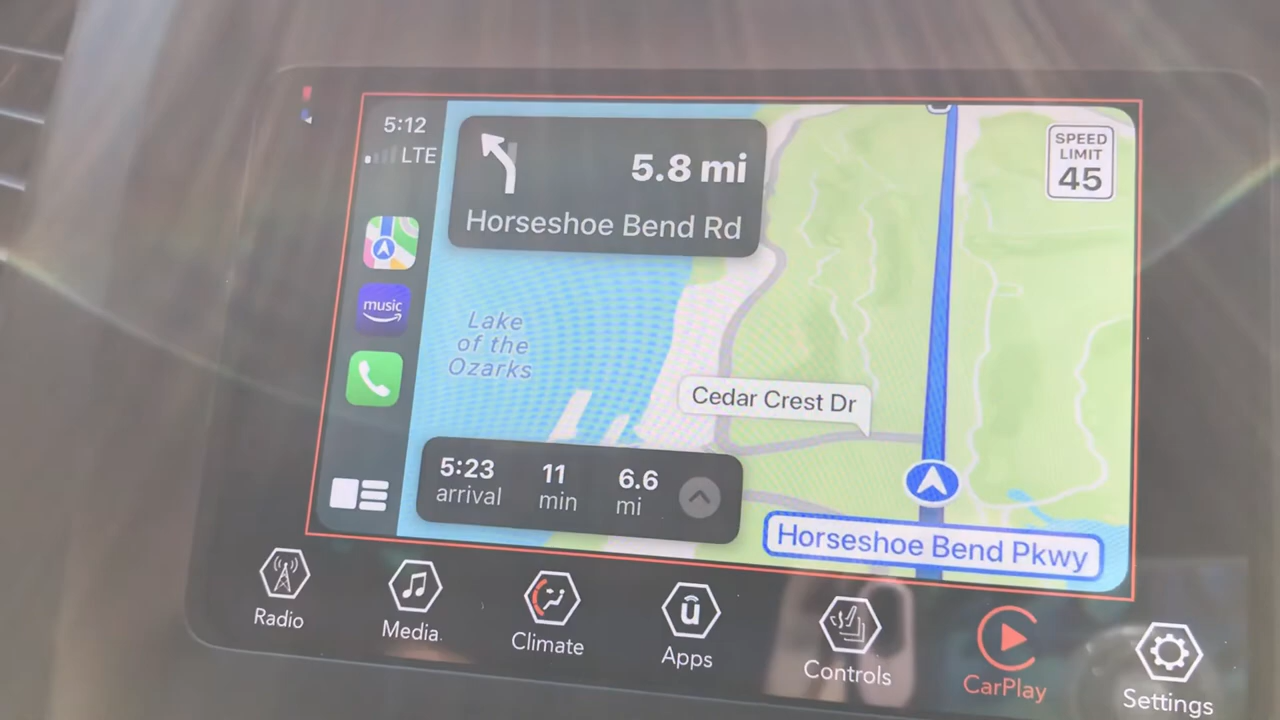 5:12
LTE
5.8 mi
Horseshoe Bend Rd
SPEED
LIMIT
45
music
Lake
of the
Ozarks
Cedar Crest Dr
5:23 11 6.6
arrival min mi
Horseshoe Bend Pkwy
Radio
Media
Climate
ū
Apps
Controls
CarPlay
Settings